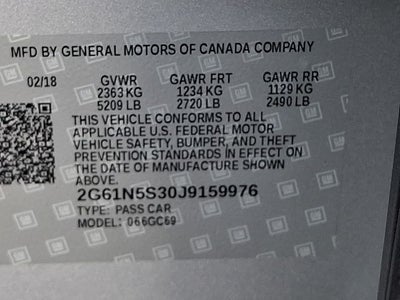 MFD BY GENERAL MOTORS OF CANADA COMPANY
02/18 GVWR GAWR FRT GAWR RR
2363 KG 1234 KG 1129 KG
5209 LB 2720 LB 2490 LB
THIS VEHICLE CONFORMS TO ALL
APPLICABLE U.S. FEDERAL MOTOR
VEHICLE SAFETY, BUMPER, AND THEFT
PREVENTION STANDARDS IN EFFECT ON
THE DATE OF MANUFACTURE SHOWN
ABOVE.
2G61N5S30J9159976
TYPE: PASS CAR
MODEL: 066GC69